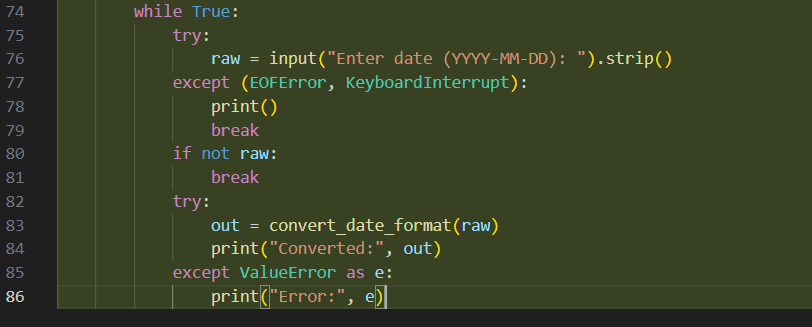 74 while True:
75 try:
76 raw = input("Enter date (YYYY-MM-DD): ").strip()
77 except (EOFError, KeyboardInterrupt):
78 print()
79 break
80 if not raw:
81 break
82 try:
83 out = convert_date_format(raw)
84 print("Converted:", out)
85 except ValueError as e:
86 print("Error:", e)